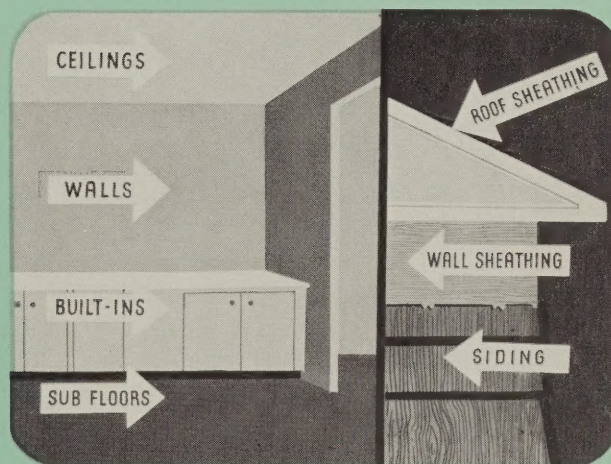 CEILINGS
WALLS
BUILT-INS
SUB FLOORS
ROOF SHEATHING
WALL SHEATHING
SIDING